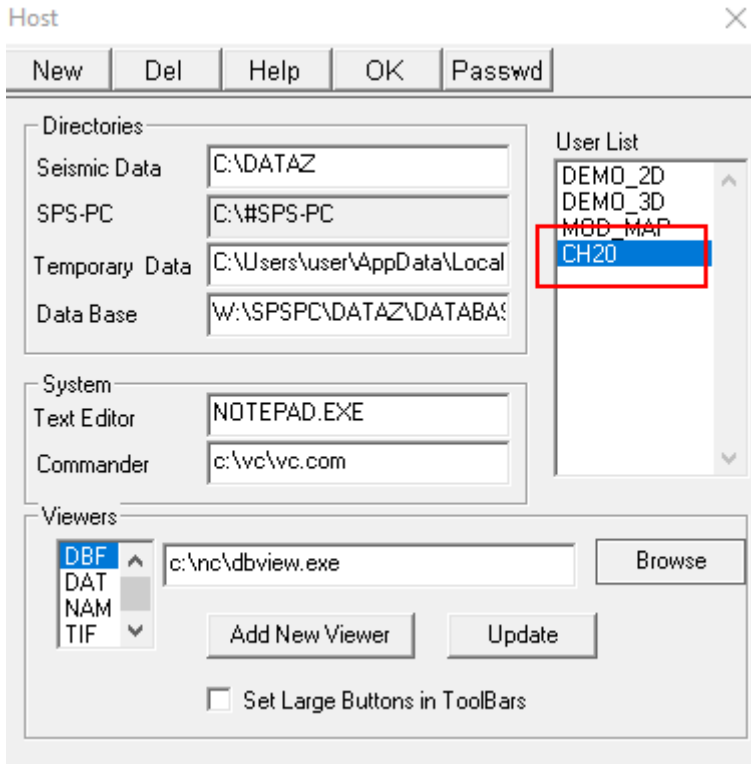 Host
New Del Help OK Passwd
Directories
Seismic Data C:\DATAZ
SPS-PC C:\#SPS-PC
Temporary Data C:\Users\user\AppData\Local
Data Base W:\SPSPC\DATAZ\DATABAS
User List
DEMO_2D
DEMO_3D
MOD_MAP
CH20
System
Text Editor NOTEPAD.EXE
Commander c:\vc\vc.com
Viewers
DBF
DAT
NAM
TIF
c:\nc\dbview.exe Browse
Add New Viewer Update
Set Large Buttons in ToolBars